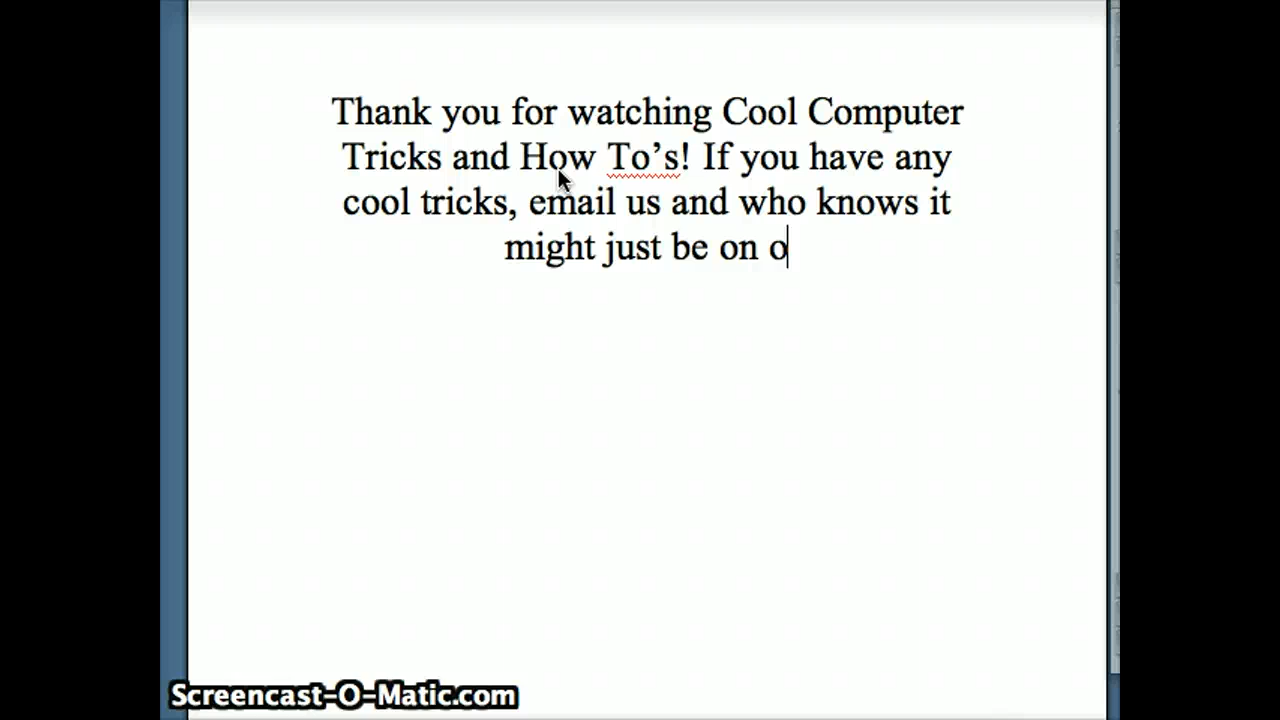 Thank you for watching Cool Computer
Tricks and How To’s! If you have any
cool tricks, email us and who knows it
might just be on o
Screencast-O-Matic.com